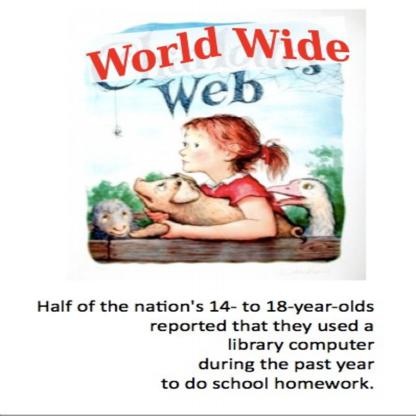 World Wide
Web
Half of the nation's 14- to 18-year-olds
reported that they used a
library computer
during the past year
to do school homework.